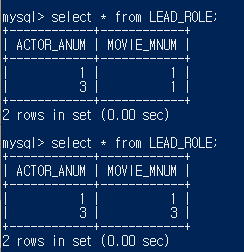 mysql> select * from LEAD_ROLE;
+------------+------------+
| ACTOR_ANUM | MOVIE_MNUM |
+------------+------------+
|          1 |          1 |
|          3 |          1 |
+------------+------------+
2 rows in set (0.00 sec)
mysql> select * from LEAD_ROLE;
+------------+------------+
| ACTOR_ANUM | MOVIE_MNUM |
+------------+------------+
|          1 |          1 |
|          3 |          3 |
+------------+------------+
2 rows in set (0.00 sec)